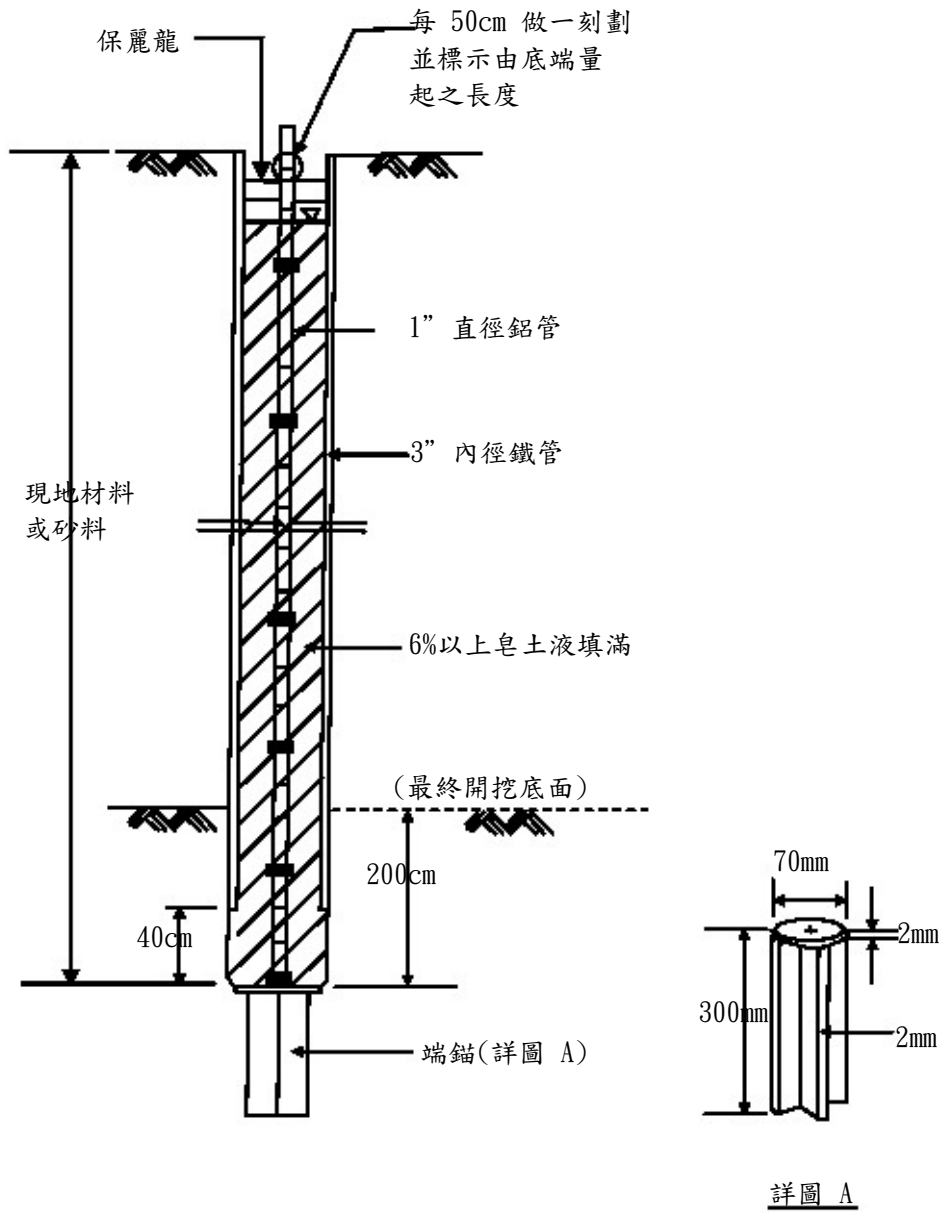 每 50cm 做一刻劃
並標示由底端量
起之長度
保麗龍
1” 直徑鋁管
3” 內徑鐵管
現地材料
或砂料
6%以上皂土液填滿
(最終開挖底面)
200cm
40cm
端錨(詳圖 A)
70mm
2mm
300mm
2mm
詳圖 A